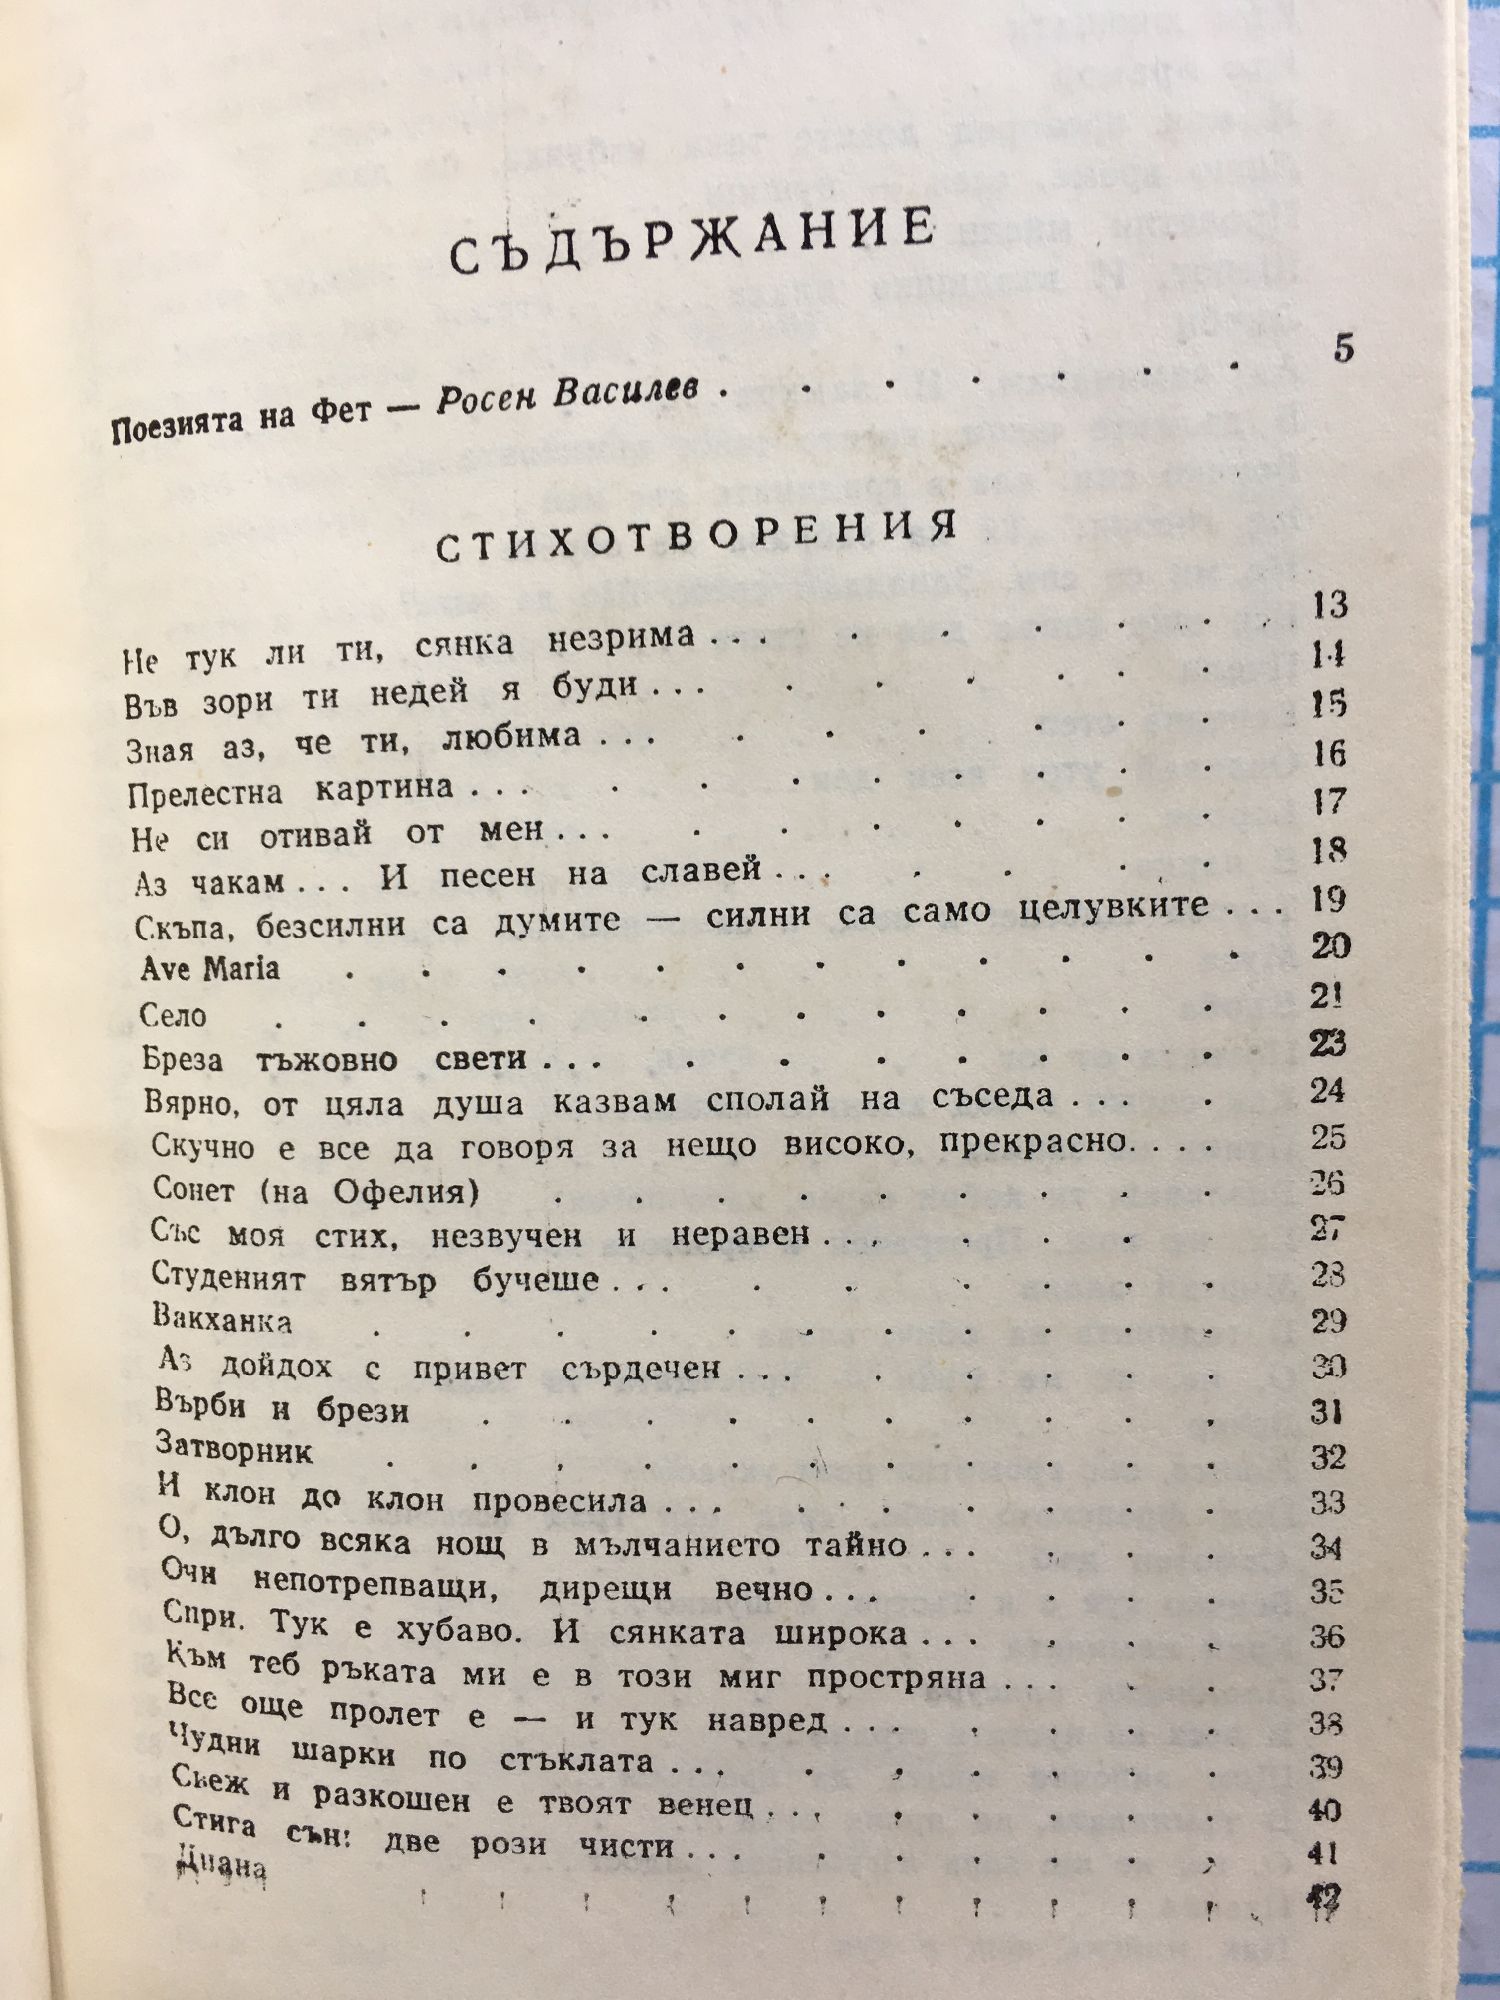 СЪДЪРЖАНИЕ
Поезията на Фет — Росен Василев . . . . . . . 5
СТИХОТВОРЕНИЯ
Не тук ли ти, сянка незрима . . . . . . . . 13
Във зори ти недей я буди . . . . . . . . . 14
Зная аз, че ти, любима . . . . . . . . . . 15
Прелестна картина . . . . . . . . . . . 16
Не си отивай от мен . . . . . . . . . . 17
Аз чакам . . . И песен на славей . . . . . . . 18
Скъпа, безсилни са думите — силни са само целувките . . . 19
Ave Maria . . . . . . . . . . . . 20
Село . . . . . . . . . . . . 21
Бреза тъжовно свети . . . . . . . . . . 23
Вярно, от цяла душа казвам сполай на съседа . . . . 24
Скучно е все да говоря за нещо високо, прекрасно. . . . 25
Сонет (на Офелия) . . . . . . . . . 26
Със моя стих, незвучен и неравен . . . . . . 27
Студеният вятър бучеше . . . . . . . . . 28
Вакханка . . . . . . . . . . . 29
Аз дойдох с привет сърдечен . . . . . . . . 30
Върби и брези . . . . . . . . . . 31
Затворник . . . . . . . . . . . 32
И клон до клон провесила . . . . . . . . . 33
О, дълго всяка нощ в мълчанието тайно . . . . . . 34
Очи непотрепващи, дирещи вечно . . . . . . . 35
Спри. Тук е хубаво. И сянката широка . . . . . . 36
Към теб ръката ми е в този миг простряна . . . . . 37
Все още пролет е — и тук навред . . . . . . . 38
Чудни шарки по стъклата . . . . . . . . . 39
Свеж и разкошен е твоят венец . . . . . . . . 40
Стига сън: две рози чисти . . . . . . . . . 41
Диана . . . . . . . . . . . 42